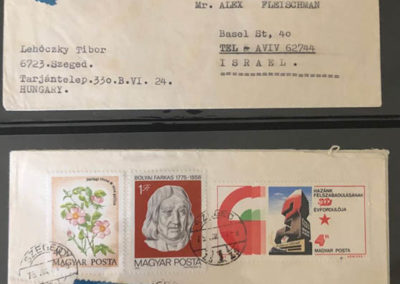 Mr. ALEX FLEISCHMAN
Basel St, 40
TEL & AVIV 62744
ISRAEL.
Lehóczky Tibor
6723.Szeged.
Tarjántelep.330.B.VI. 24.
HUNGARY.
MAGYAR POSTA
BOLYAI FARKAS 1775-1856
1Ft
MAGYAR POSTA
HAZÁNK
FELSZABADULÁSÁNAK
ÉVFORDULÓJA
MAGYAR POSTA
SZEGED
SZEGED